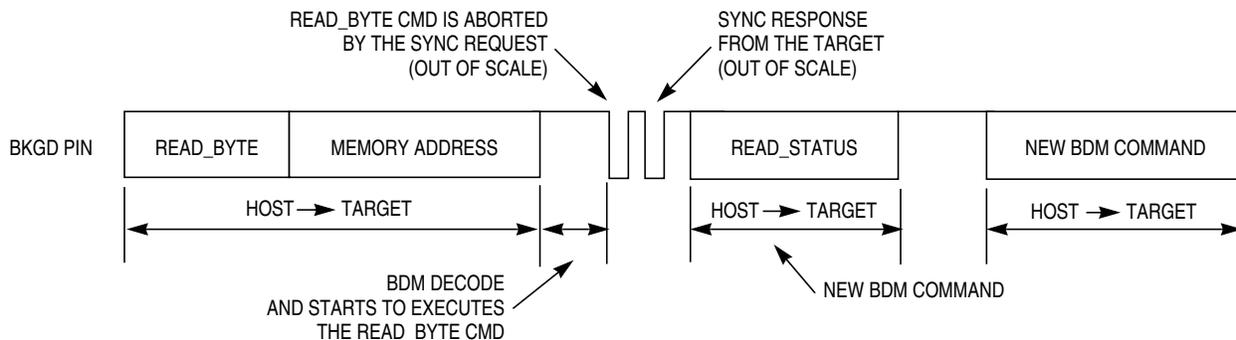 READ_BYTE CMD IS ABORTED
BY THE SYNC REQUEST
(OUT OF SCALE)
SYNC RESPONSE
FROM THE TARGET
(OUT OF SCALE)
BKGD PIN
READ_BYTE
MEMORY ADDRESS
READ_STATUS
NEW BDM COMMAND
HOST → TARGET
HOST → TARGET
HOST → TARGET
BDM DECODE
AND STARTS TO EXECUTES
THE READ_BYTE CMD
NEW BDM COMMAND